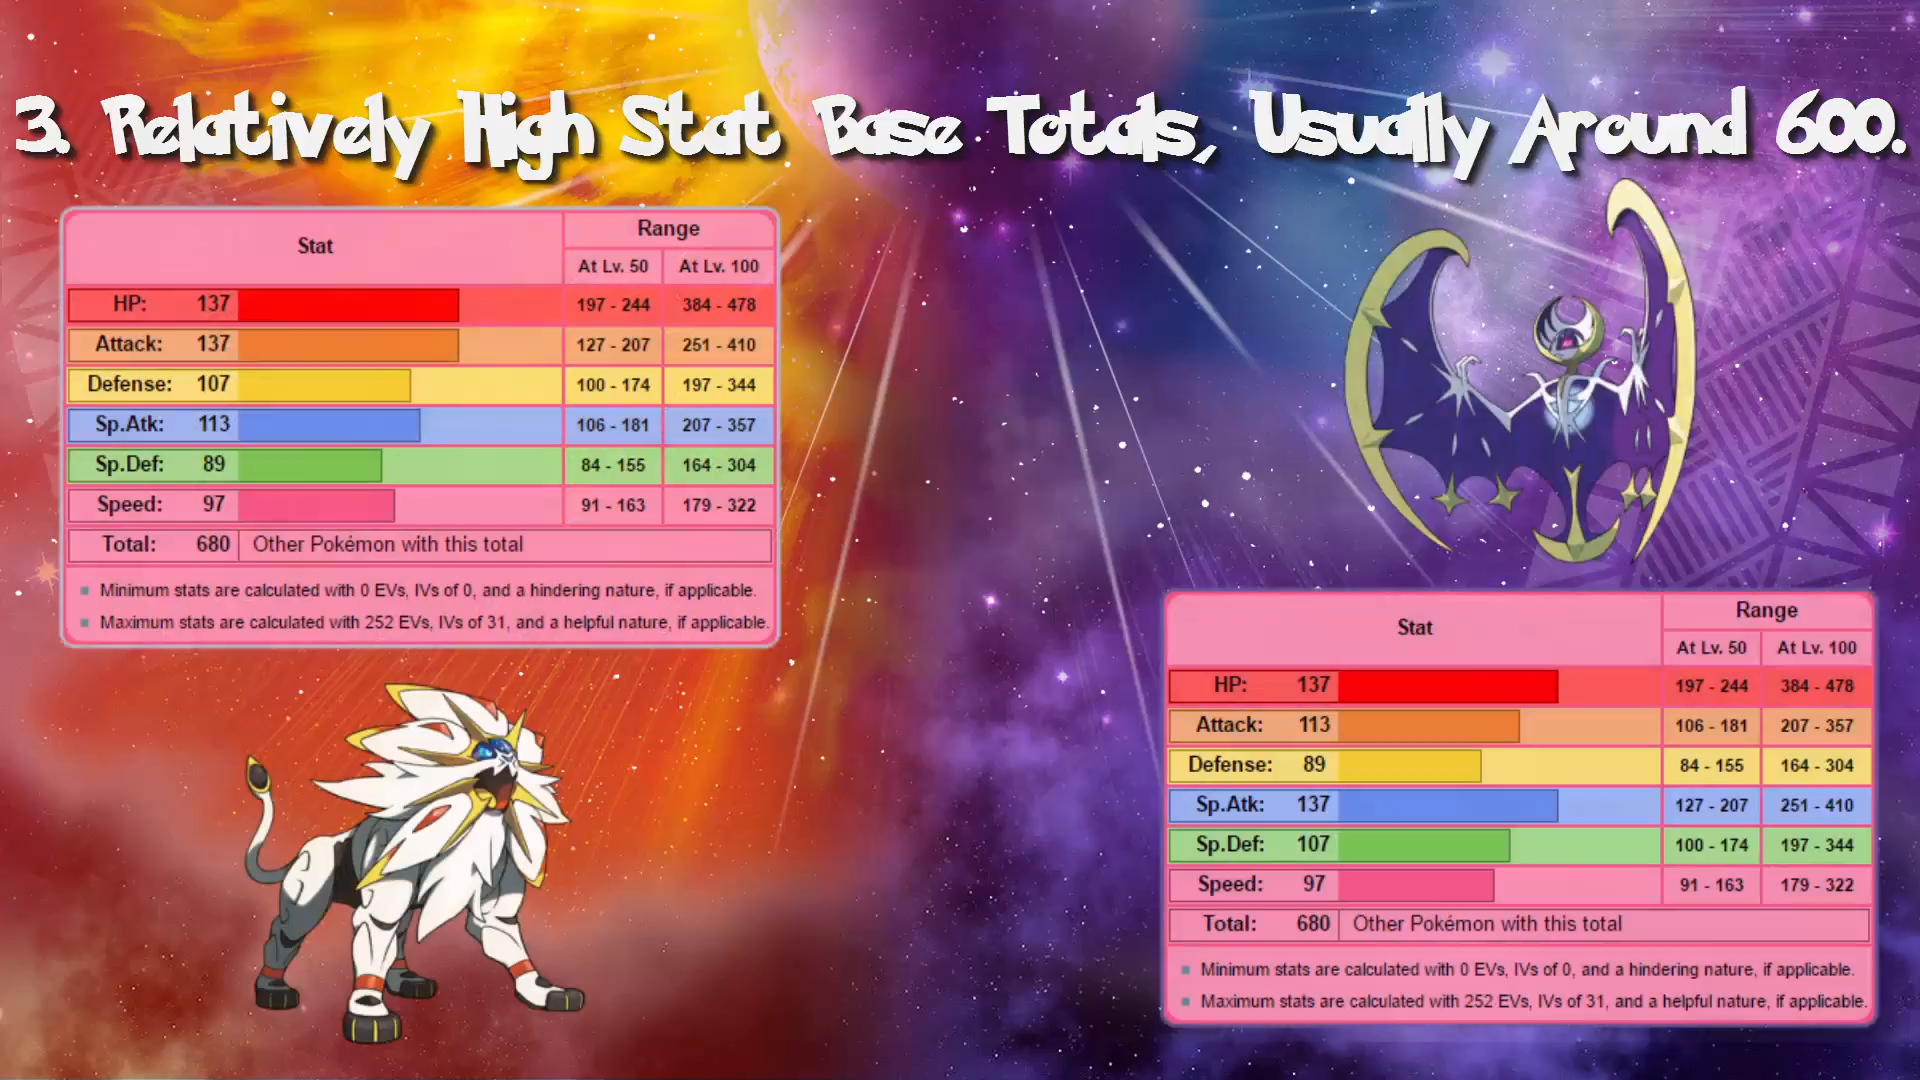 3. Relatively High Stat Base Totals, Usually Around 600.
Stat Range
At Lv. 50 At Lv. 100
HP: 137 197 - 244 384 - 478
Attack: 137 127 - 207 251 - 410
Defense: 107 100 - 174 197 - 344
Sp.Atk: 113 106 - 181 207 - 357
Sp.Def: 89 84 - 155 164 - 304
Speed: 97 91 - 163 179 - 322
Total: 680 Other Pokémon with this total
Minimum stats are calculated with 0 EVs, IVs of 0, and a hindering nature, if applicable.
Maximum stats are calculated with 252 EVs, IVs of 31, and a helpful nature, if applicable.
Stat Range
At Lv. 50 At Lv. 100
HP: 137 197 - 244 384 - 478
Attack: 113 106 - 181 207 - 357
Defense: 89 84 - 155 164 - 304
Sp.Atk: 137 127 - 207 251 - 410
Sp.Def: 107 100 - 174 197 - 344
Speed: 97 91 - 163 179 - 322
Total: 680 Other Pokémon with this total
Minimum stats are calculated with 0 EVs, IVs of 0, and a hindering nature, if applicable.
Maximum stats are calculated with 252 EVs, IVs of 31, and a helpful nature, if applicable.